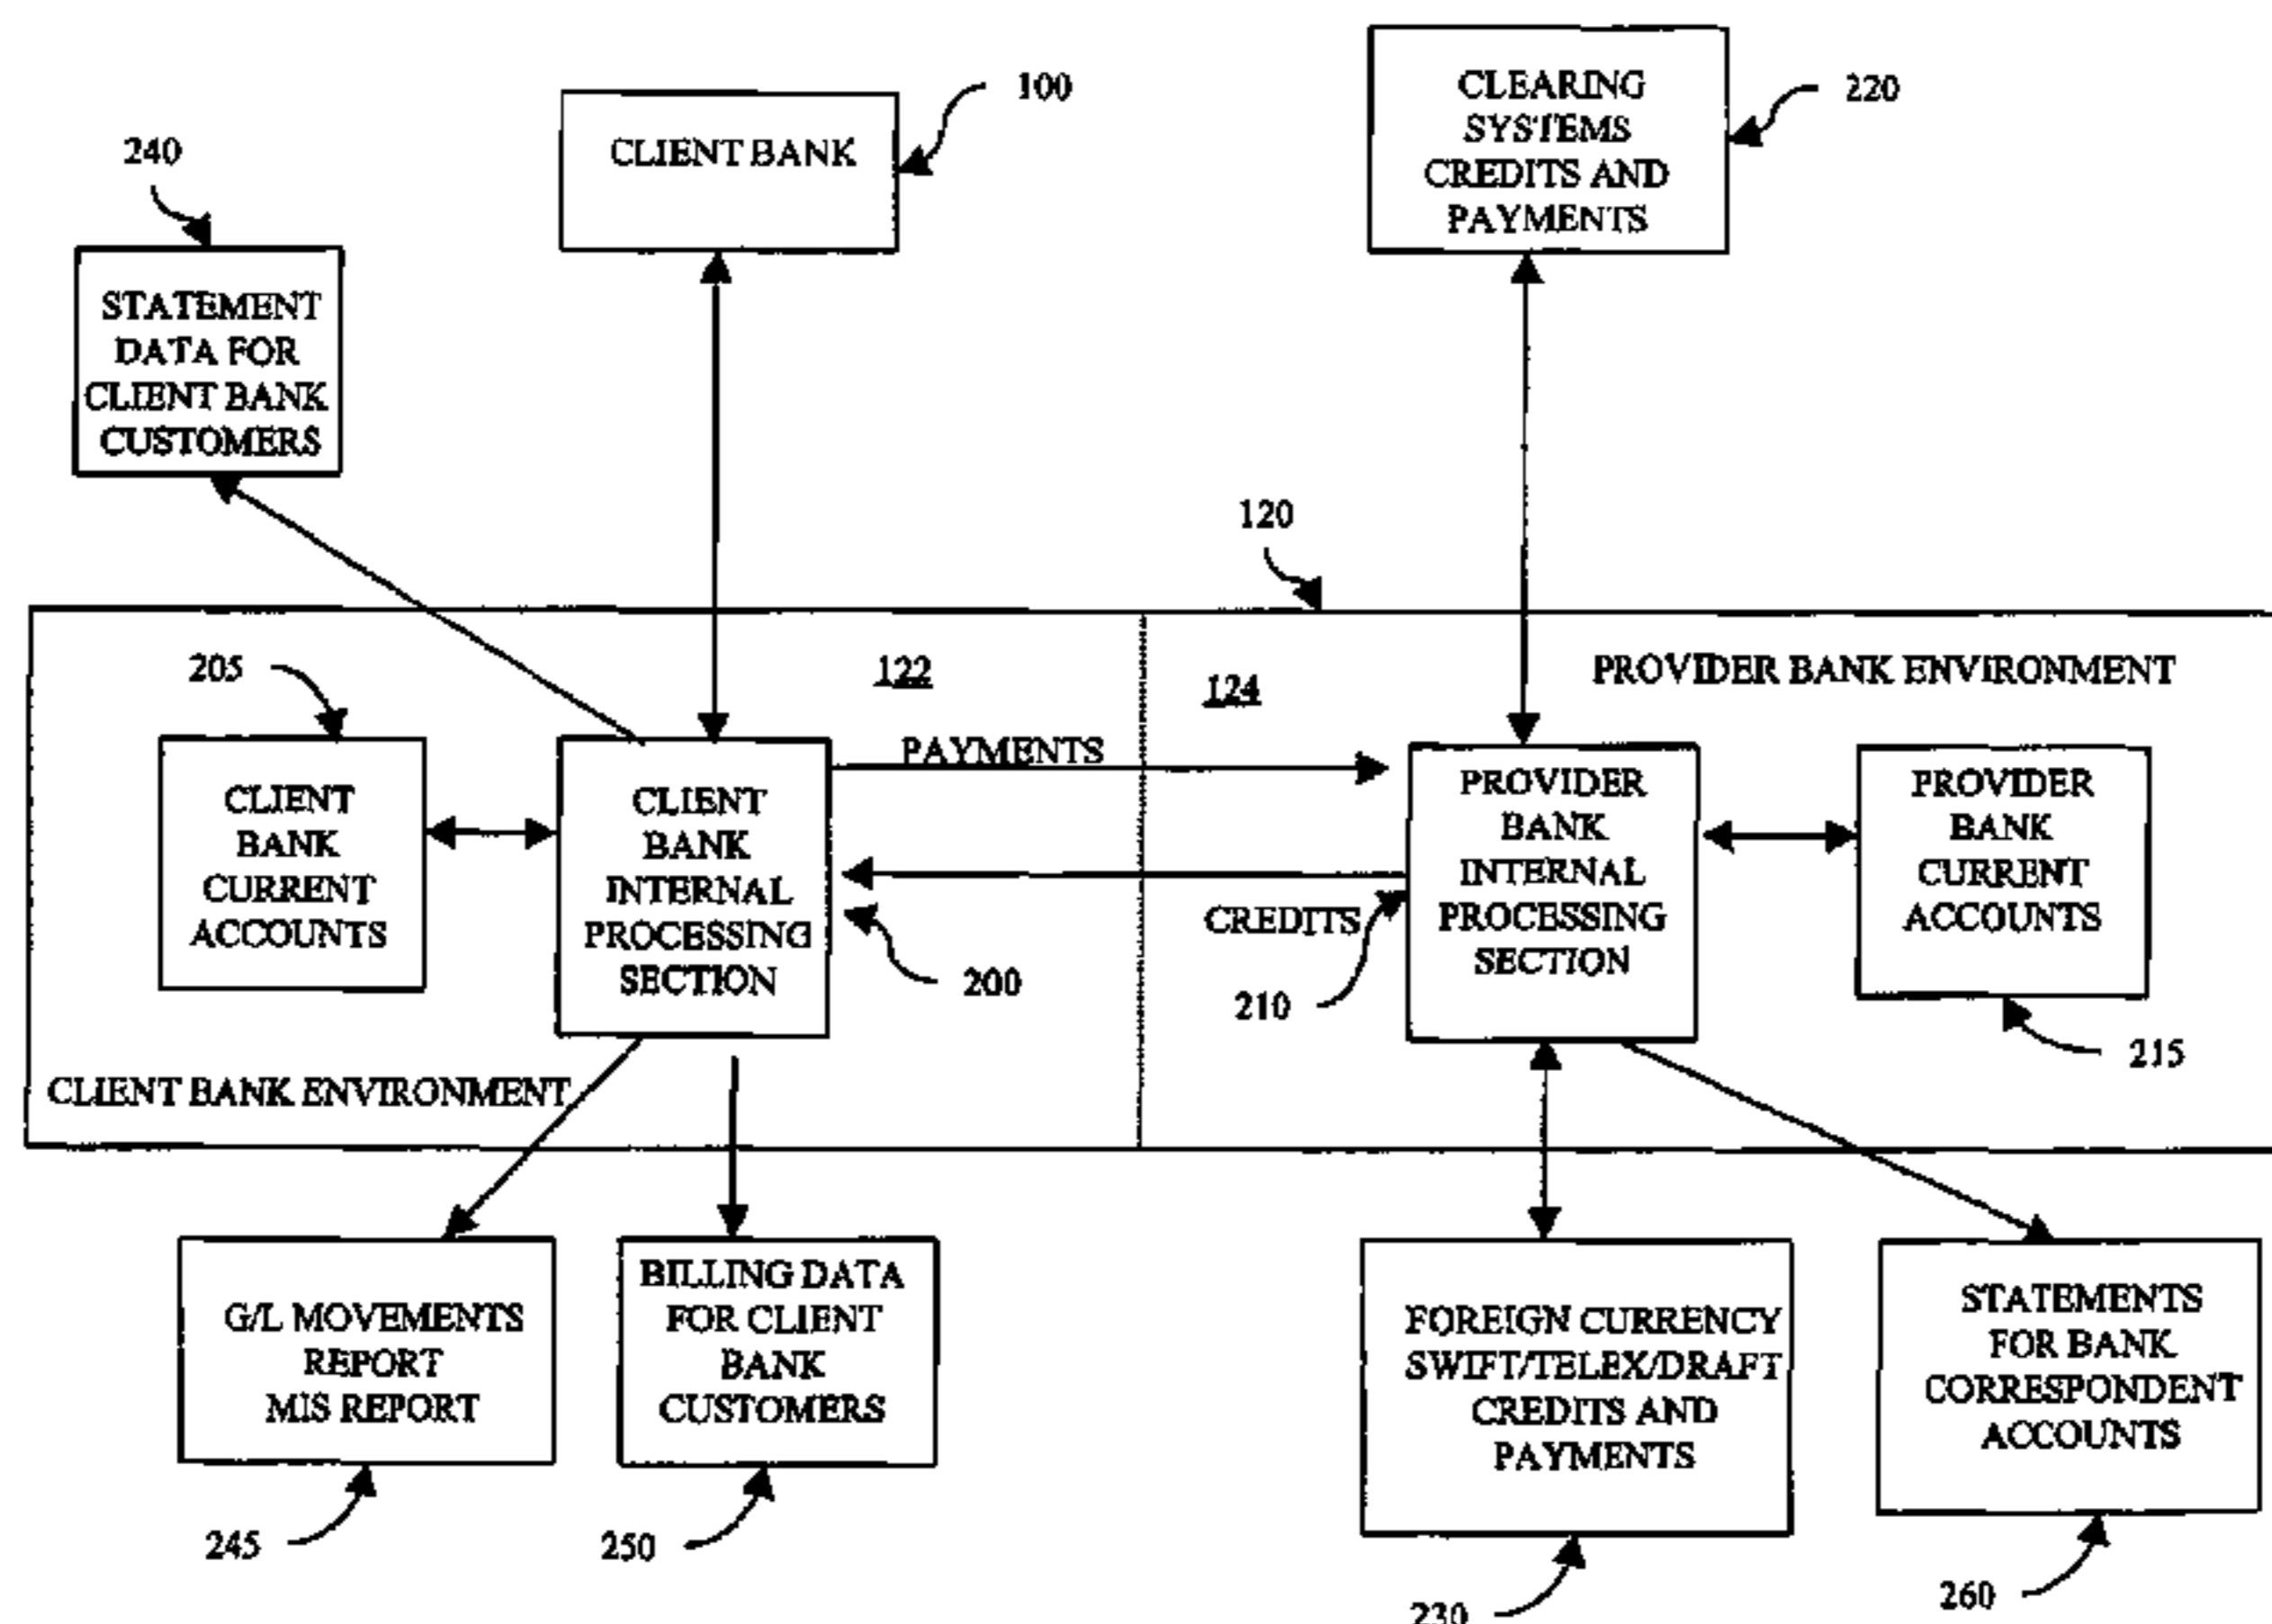 100
CLIENT BANK
220
CLEARING
SYSTEMS
CREDITS AND
PAYMENTS
240
STATEMENT
DATA FOR
CLIENT BANK
CUSTOMERS
120
122
124
PROVIDER BANK ENVIRONMENT
205
CLIENT
BANK
CURRENT
ACCOUNTS
CLIENT
BANK
INTERNAL
PROCESSING
SECTION
200
PAYMENTS
CREDITS
210
PROVIDER
BANK
INTERNAL
PROCESSING
SECTION
PROVIDER
BANK
CURRENT
ACCOUNTS
215
CLIENT BANK ENVIRONMENT
G/L MOVEMENTS
REPORT
MIS REPORT
245
BILLING DATA
FOR CLIENT
BANK
CUSTOMERS
250
FOREIGN CURRENCY
SWIFT/TELEX/DRAFT
CREDITS AND
PAYMENTS
230
STATEMENTS
FOR BANK
CORRESPONDENT
ACCOUNTS
260